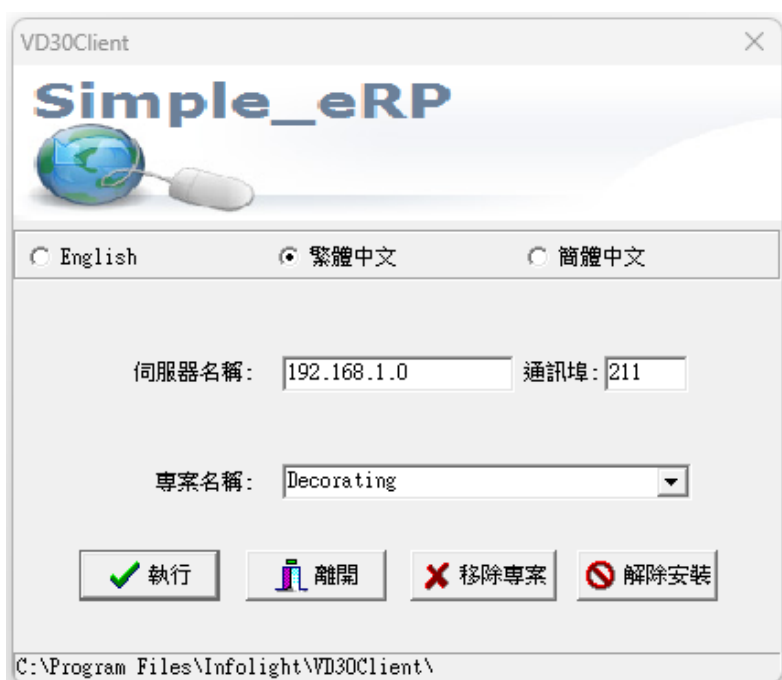 VD30Client
Simple_eRP
English 繁體中文 簡體中文
伺服器名稱: 192.168.1.0 通訊埠: 211
專案名稱: Decorating
執行 離開 移除專案 解除安裝
C:\Program Files\Infolight\VD30Client\